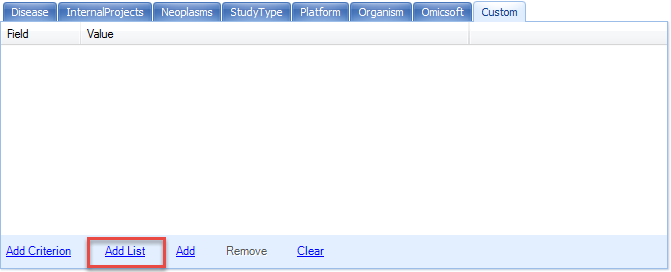 Disease InternalProjects Neoplasms StudyType Platform Organism Omicsoft Custom
Field Value
Add Criterion Add List Add Remove Clear